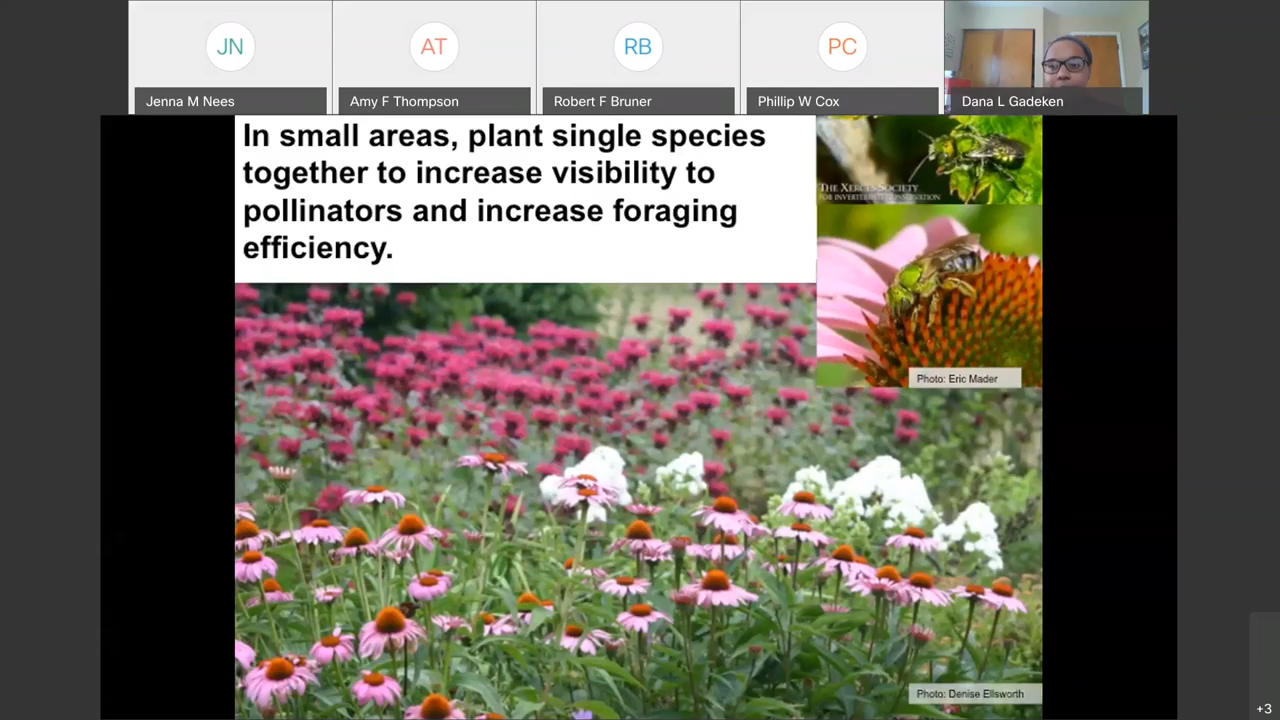 JN
AT
RB
PC
Jenna M Nees
Amy F Thompson
Robert F Bruner
Phillip W Cox
Dana L Gadeken
In small areas, plant single species
together to increase visibility to
pollinators and increase foraging
efficiency.
THE XERCES SOCIETY
FOR INVERTEBRATE CONSERVATION
Photo: Eric Mader
Photo: Denise Ellsworth
+3